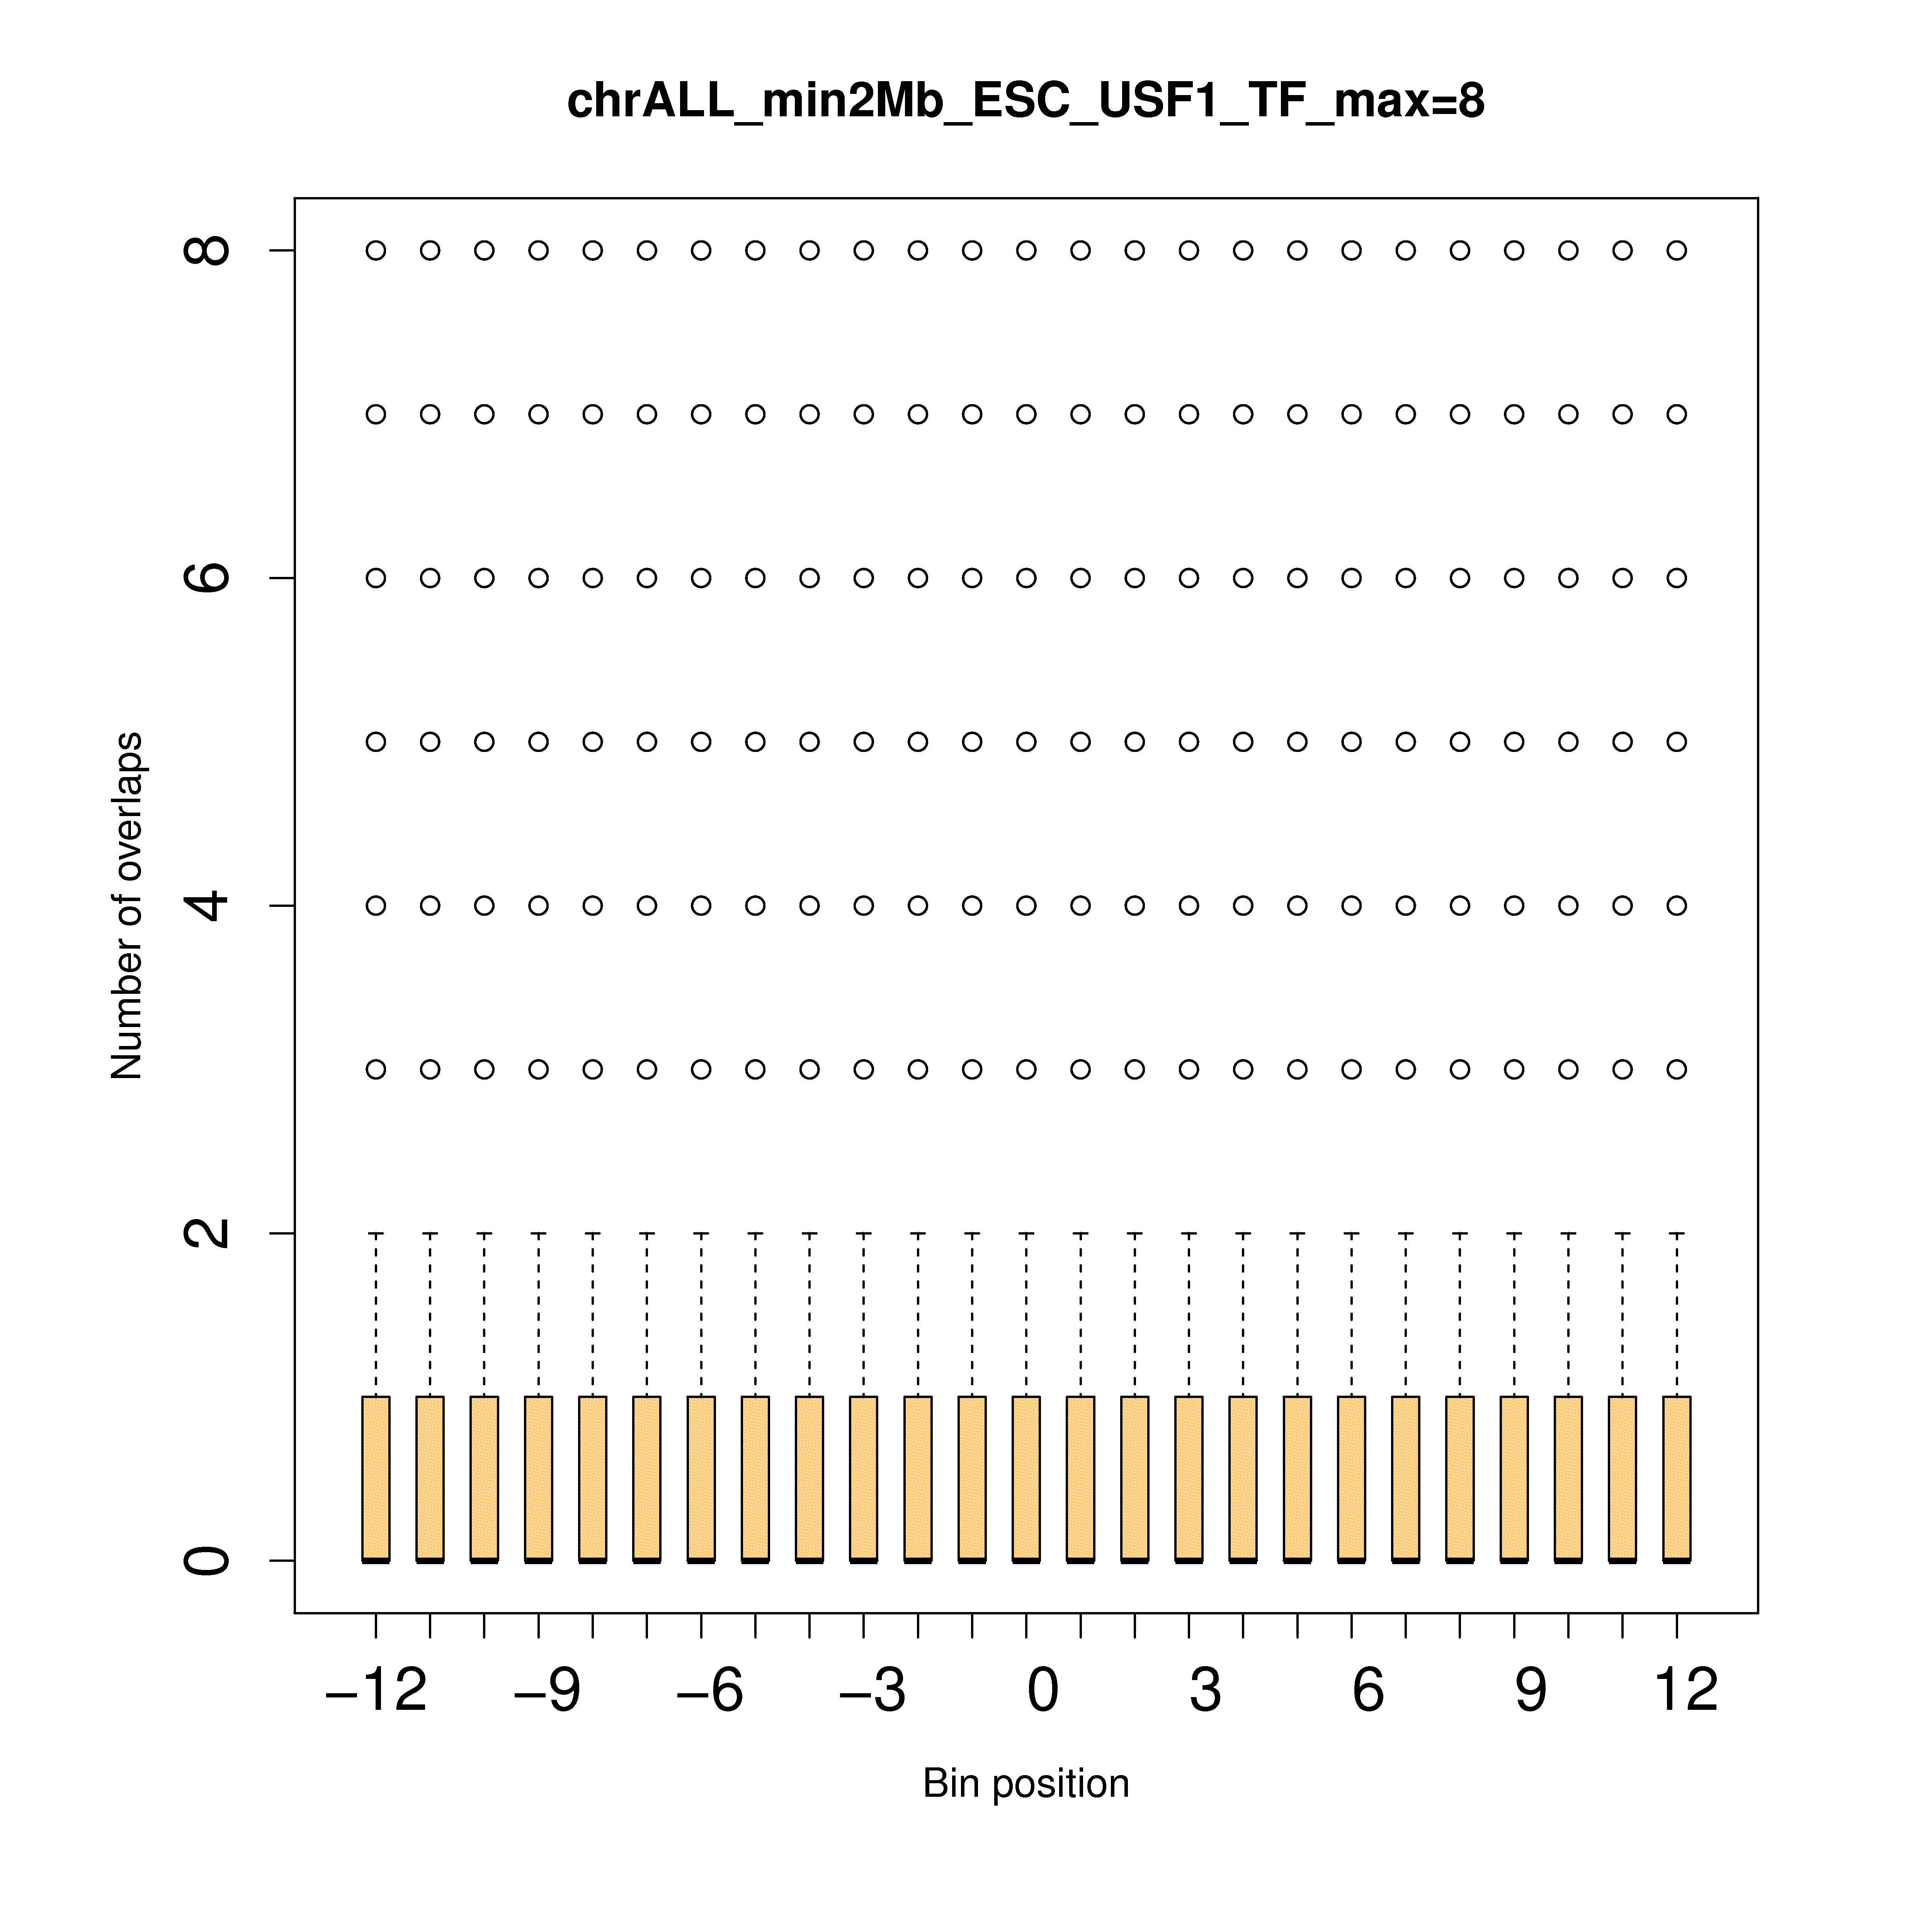 chrALL_min2Mb_ESC_USF1_TF_max=8
8
6
4
2
0
Number of overlaps
−12 −9 −6 −3 0 3 6 9 12
Bin position